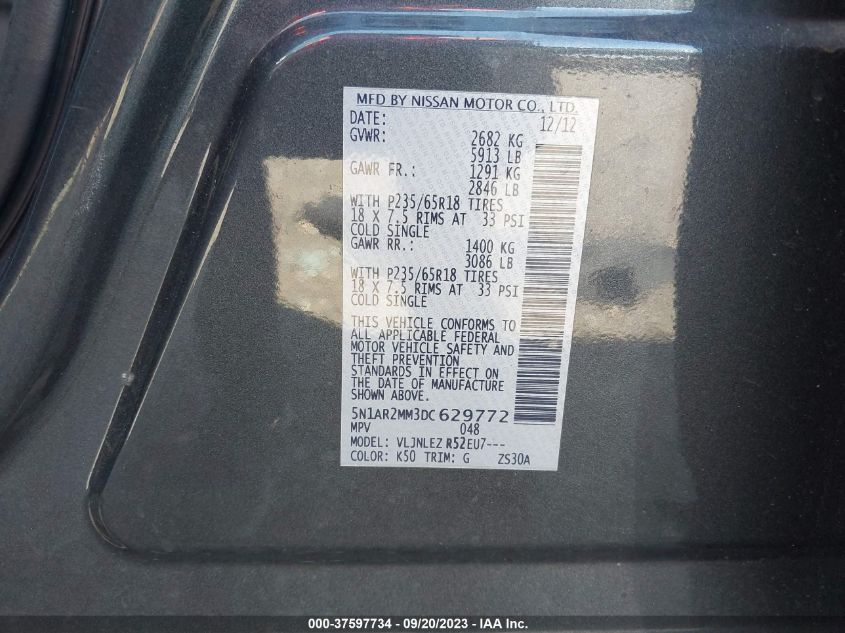 MFD BY NISSAN MOTOR CO., LTD.
DATE: 12/12
GVWR: 2682 KG
5913 LB
GAWR FR.: 1291 KG
2846 LB
WITH P235/65R18 TIRES
18 X 7.5 RIMS AT 33 PSI
COLD SINGLE
GAWR RR.: 1400 KG
3086 LB
WITH P235/65R18 TIRES
18 X 7.5 RIMS AT 33 PSI
COLD SINGLE
THIS VEHICLE CONFORMS TO
ALL APPLICABLE FEDERAL
MOTOR VEHICLE SAFETY AND
THEFT PREVENTION
STANDARDS IN EFFECT ON
THE DATE OF MANUFACTURE
SHOWN ABOVE.
5N1AR2MM3DC 629772
MPV 048
MODEL: VLJNLEZ R52EU7---
COLOR: K50 TRIM: G ZS30A
000-37597734 - 09/20/2023 - IAA Inc.